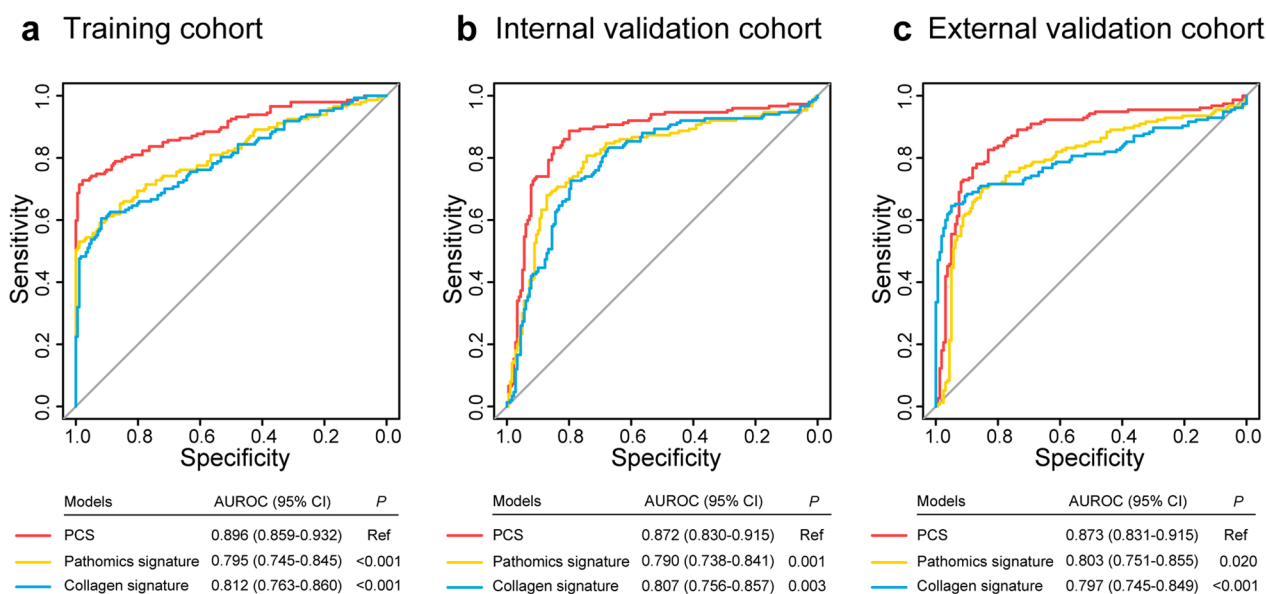 a Training cohort
1.0
0.8
0.6
0.4
0.2
0.0
Sensitivity
1.0 0.8 0.6 0.4 0.2 0.0
Specificity
Models AUROC (95% CI) P
PCS 0.896 (0.859-0.932) Ref
Pathomics signature 0.795 (0.745-0.845) <0.001
Collagen signature 0.812 (0.763-0.860) <0.001
b Internal validation cohort
1.0
0.8
0.6
0.4
0.2
0.0
Sensitivity
1.0 0.8 0.6 0.4 0.2 0.0
Specificity
Models AUROC (95% CI) P
PCS 0.872 (0.830-0.915) Ref
Pathomics signature 0.790 (0.738-0.841) 0.001
Collagen signature 0.807 (0.756-0.857) 0.003
c External validation cohort
1.0
0.8
0.6
0.4
0.2
0.0
Sensitivity
1.0 0.8 0.6 0.4 0.2 0.0
Specificity
Models AUROC (95% CI) P
PCS 0.873 (0.831-0.915) Ref
Pathomics signature 0.803 (0.751-0.855) 0.020
Collagen signature 0.797 (0.745-0.849) <0.001